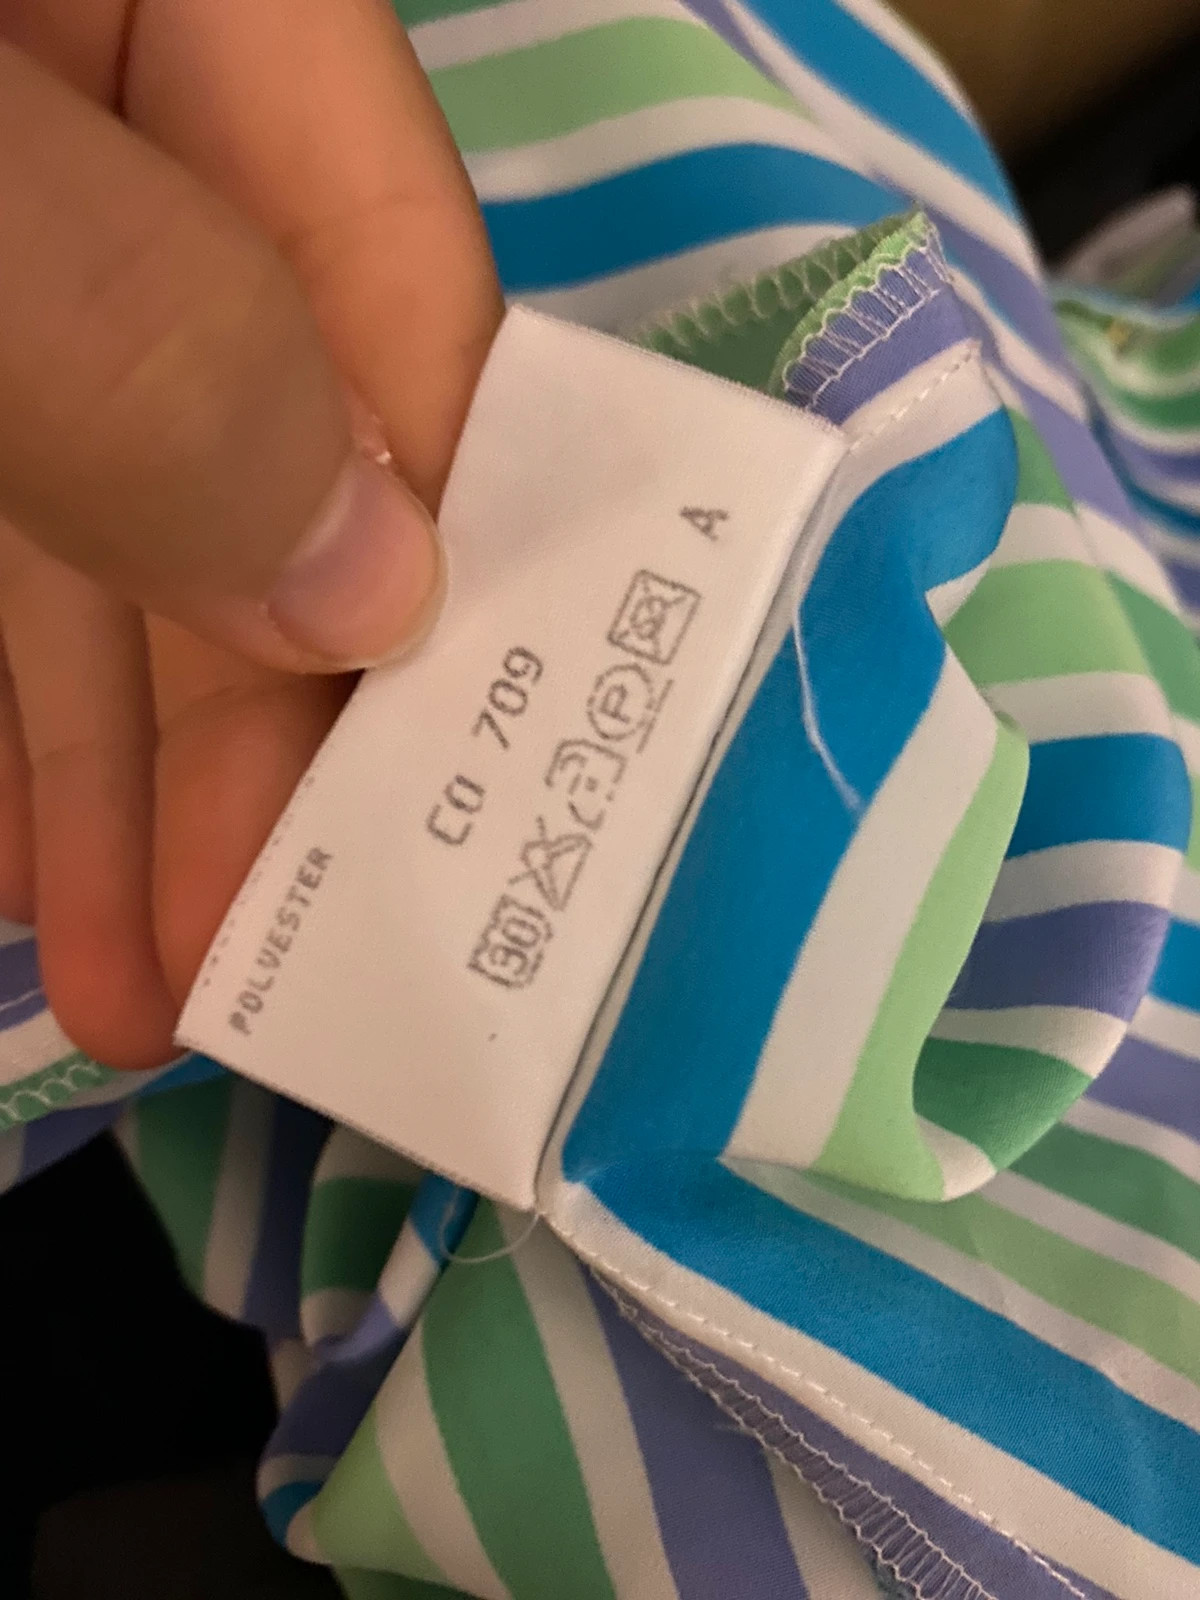 A
30 P
CO 709
POLYESTER